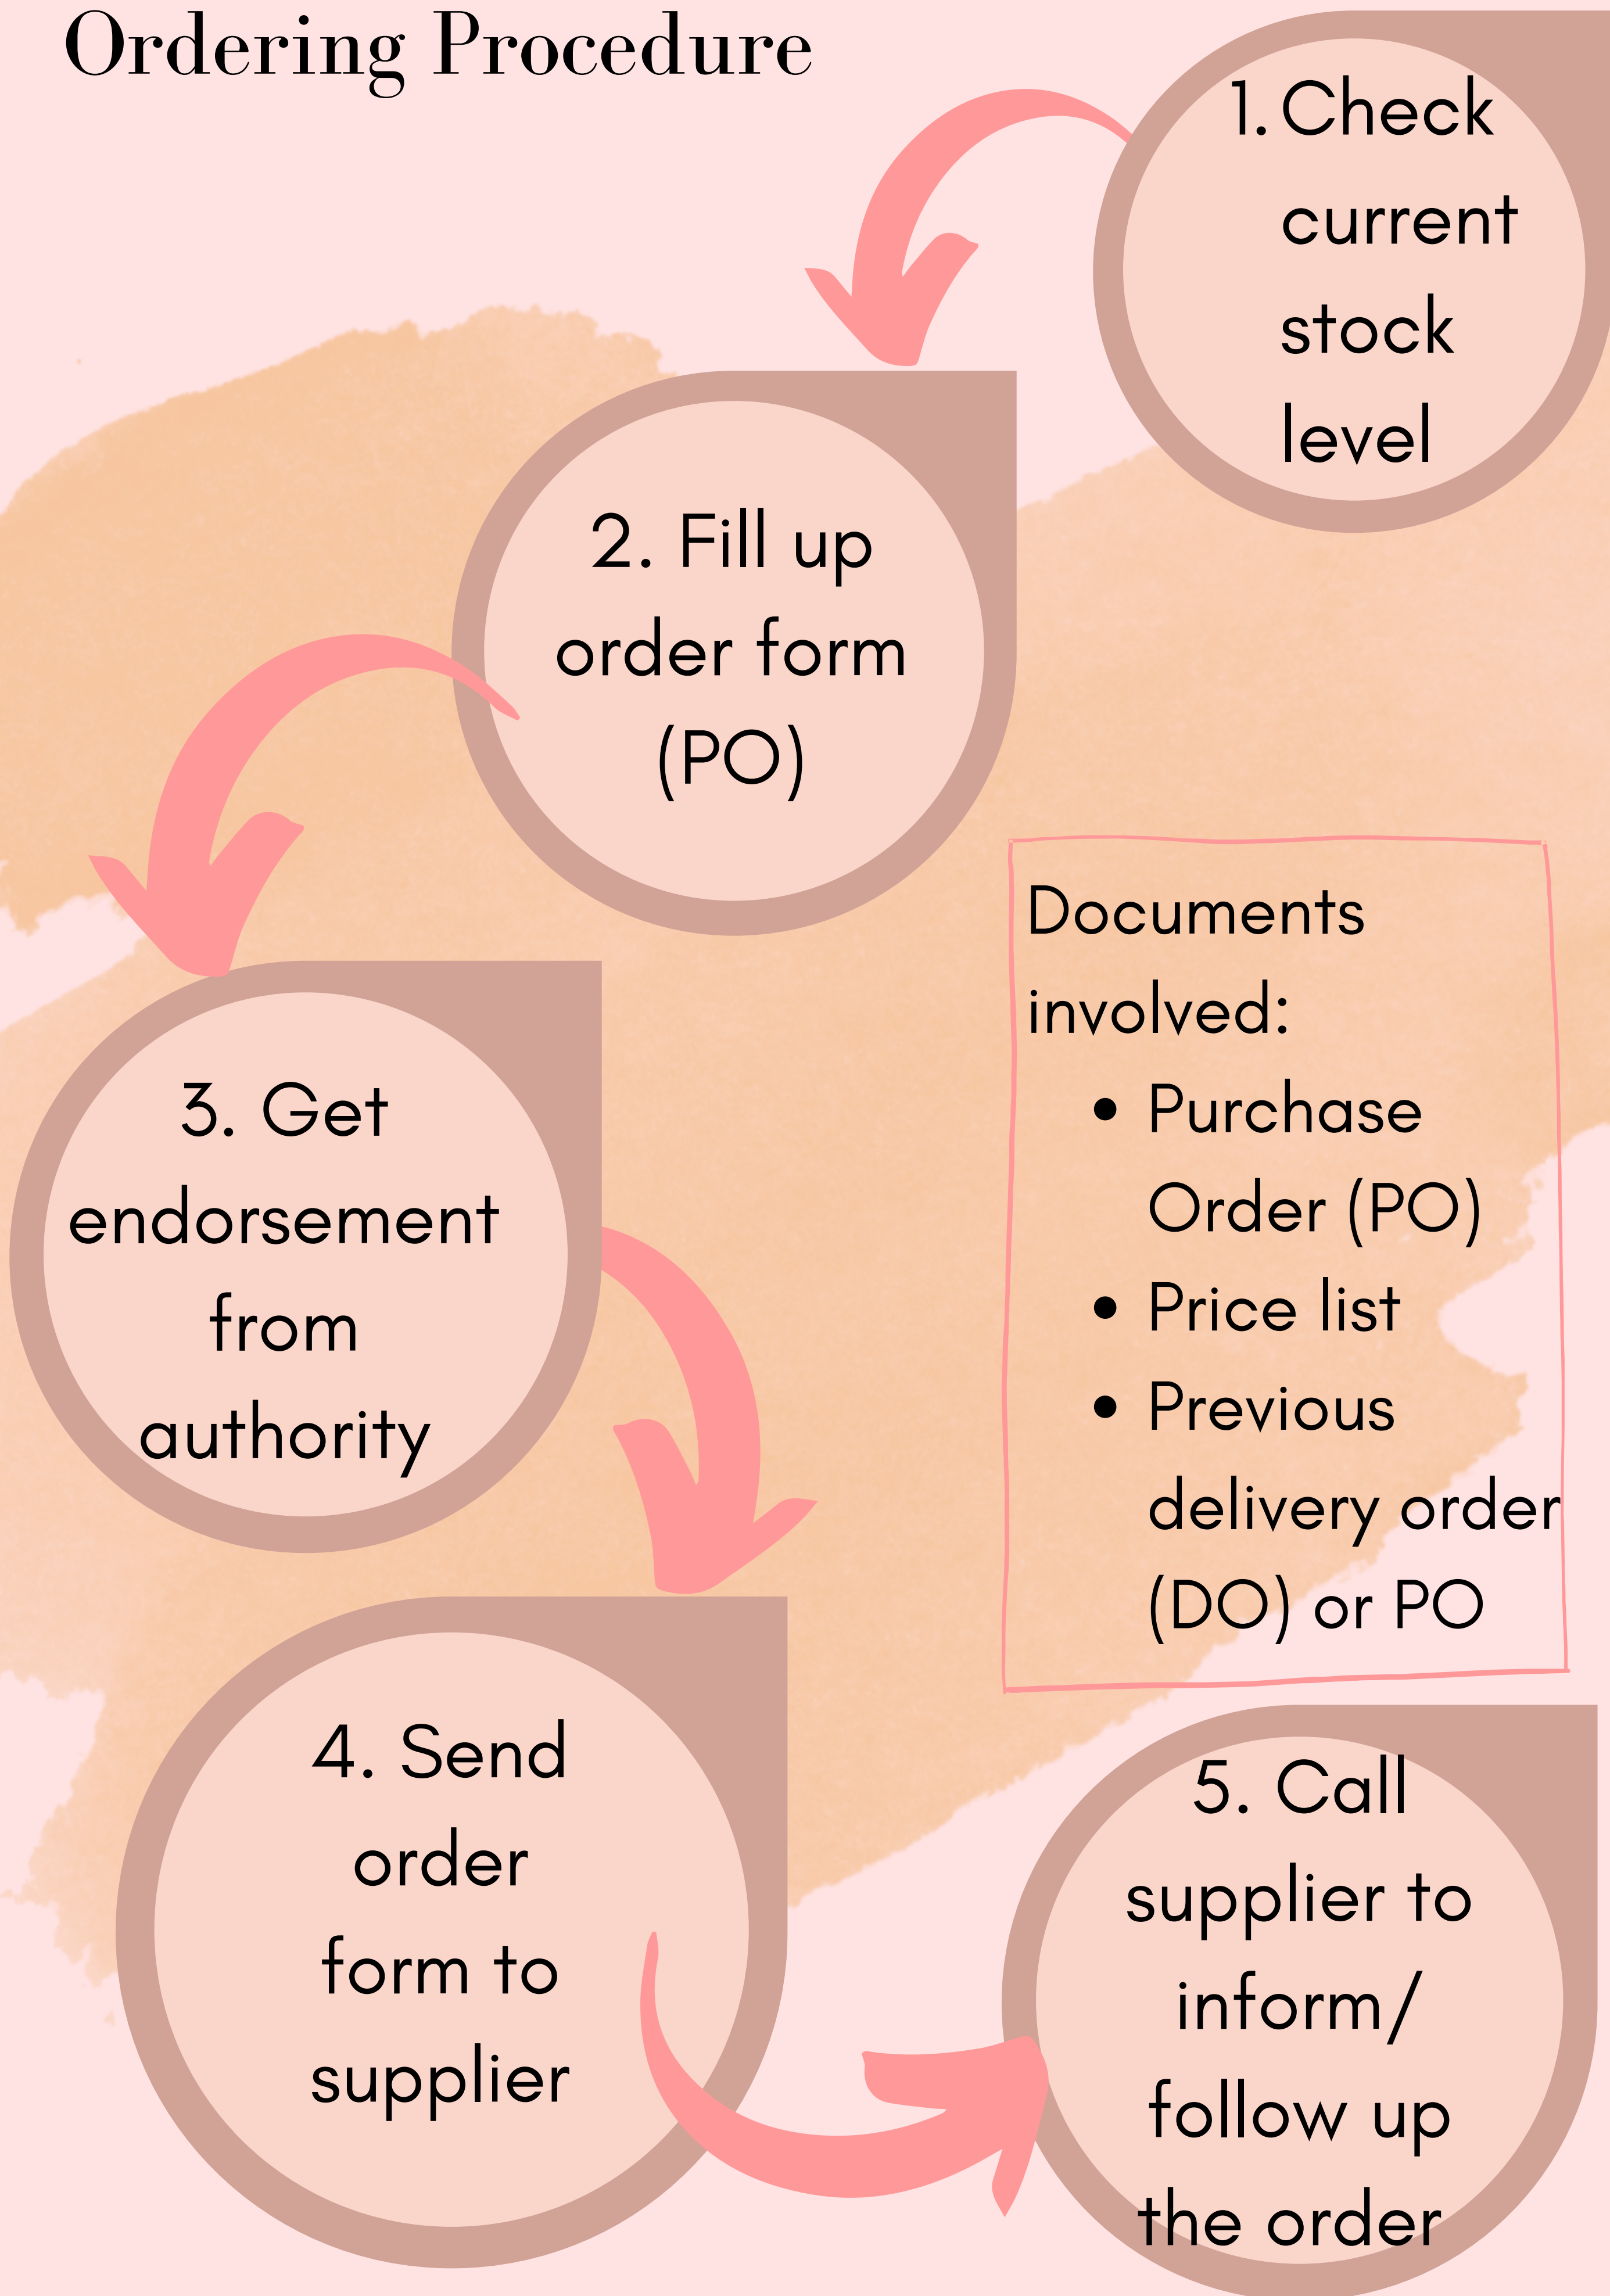 Ordering Procedure
1. Check
current
stock
level
2. Fill up
order form
(PO)
3. Get
endorsement
from
authority
Documents
involved:
• Purchase
Order (PO)
• Price list
• Previous
delivery order
(DO) or PO
4. Send
order
form to
supplier
5. Call
supplier to
inform/
follow up
the order